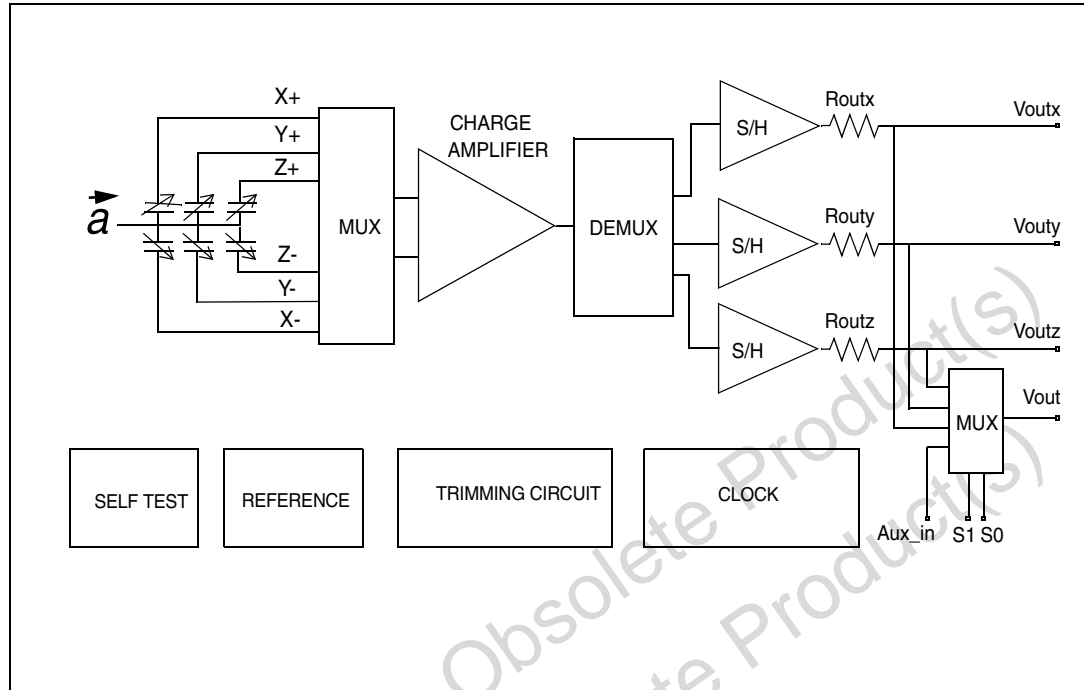 X+
Y+
Z+
a
Z-
Y-
X-
MUX
CHARGE
AMPLIFIER
DEMUX
S/H
Routx
Voutx
S/H
Routy
Vouty
S/H
Routz
Voutz
Vout
MUX
Aux_in
S1 S0
SELF TEST
REFERENCE
TRIMMING CIRCUIT
CLOCK
Obsolete Product(s)
ete Product(s)